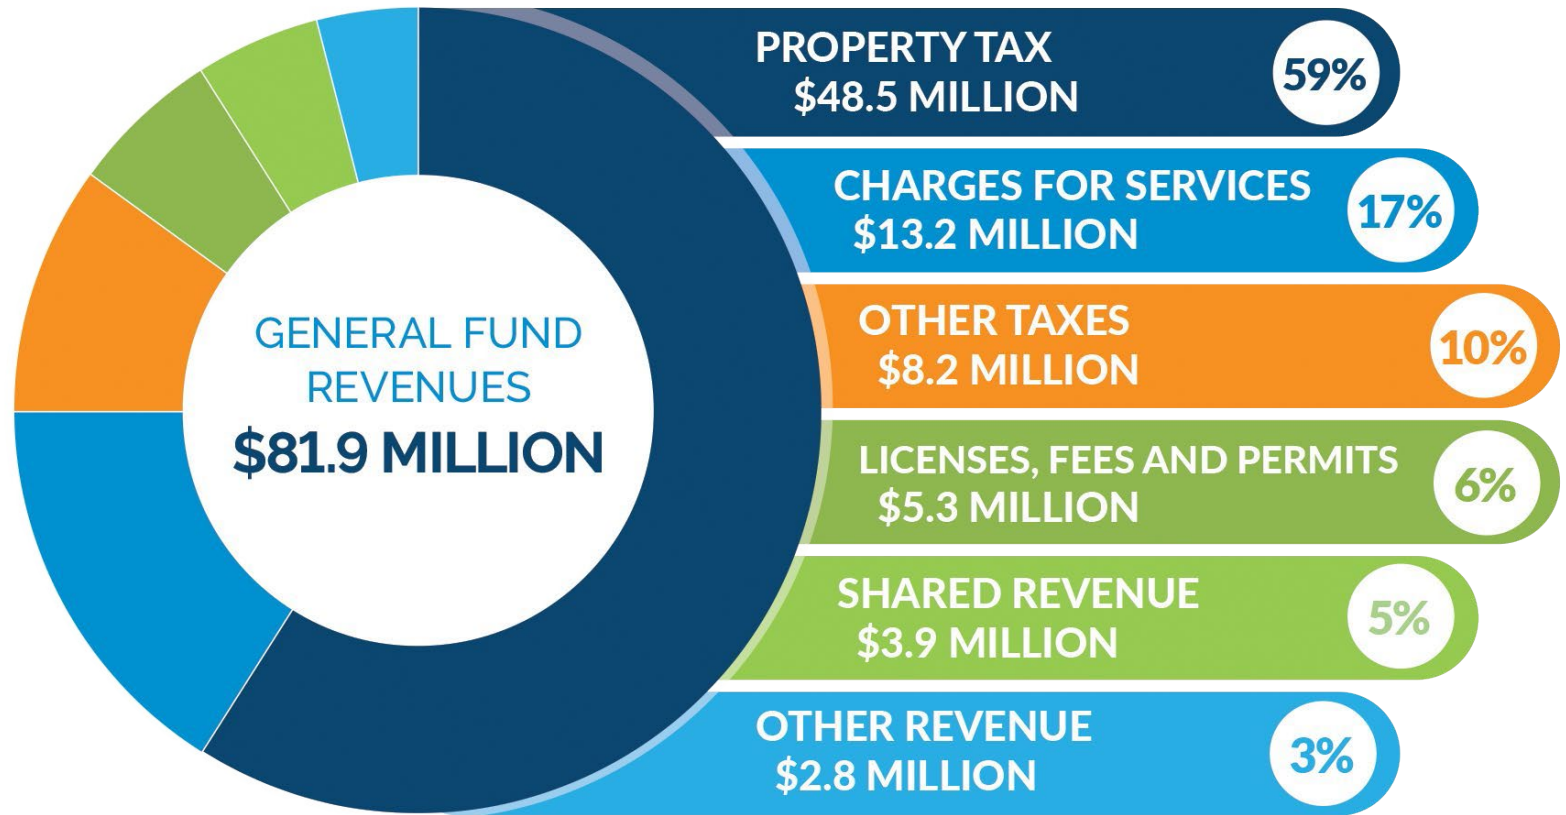 GENERAL FUND
REVENUES
$81.9 MILLION
PROPERTY TAX
$48.5 MILLION
59%
CHARGES FOR SERVICES
$13.2 MILLION
17%
OTHER TAXES
$8.2 MILLION
10%
LICENSES, FEES AND PERMITS
$5.3 MILLION
6%
SHARED REVENUE
$3.9 MILLION
5%
OTHER REVENUE
$2.8 MILLION
3%